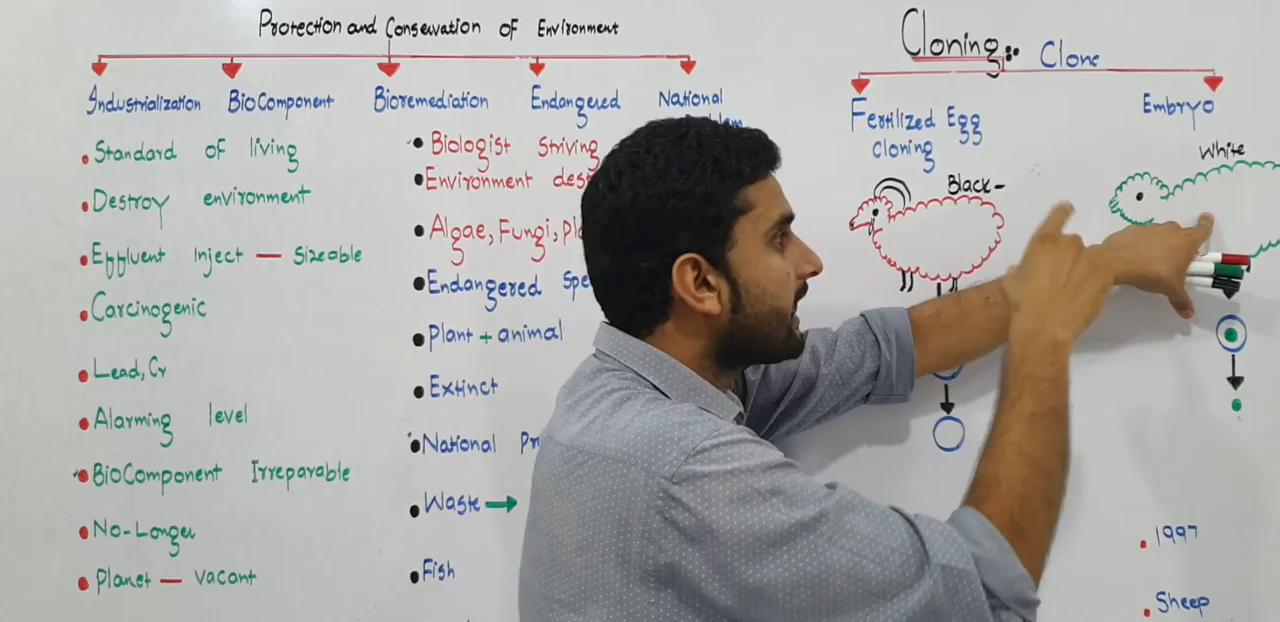 Protection and Conservation OF Environment
Industrialization BioComponent Bioremediation Endangered National
Standard OF living
Destroy environment
Effluent Inject — Sizeable
Carcinogenic
Lead, Cr
Alarming level
BioComponent Irreparable
No-Longer
Planet — Vacant
Biologist Striving
Environment
Algae, Fungi,
Endangered
Plant + animal
Extinct
National
Waste →
Fish
Cloning: Clone
Fertilized Egg
cloning
Embryo
Black-
White
1997
Sheep